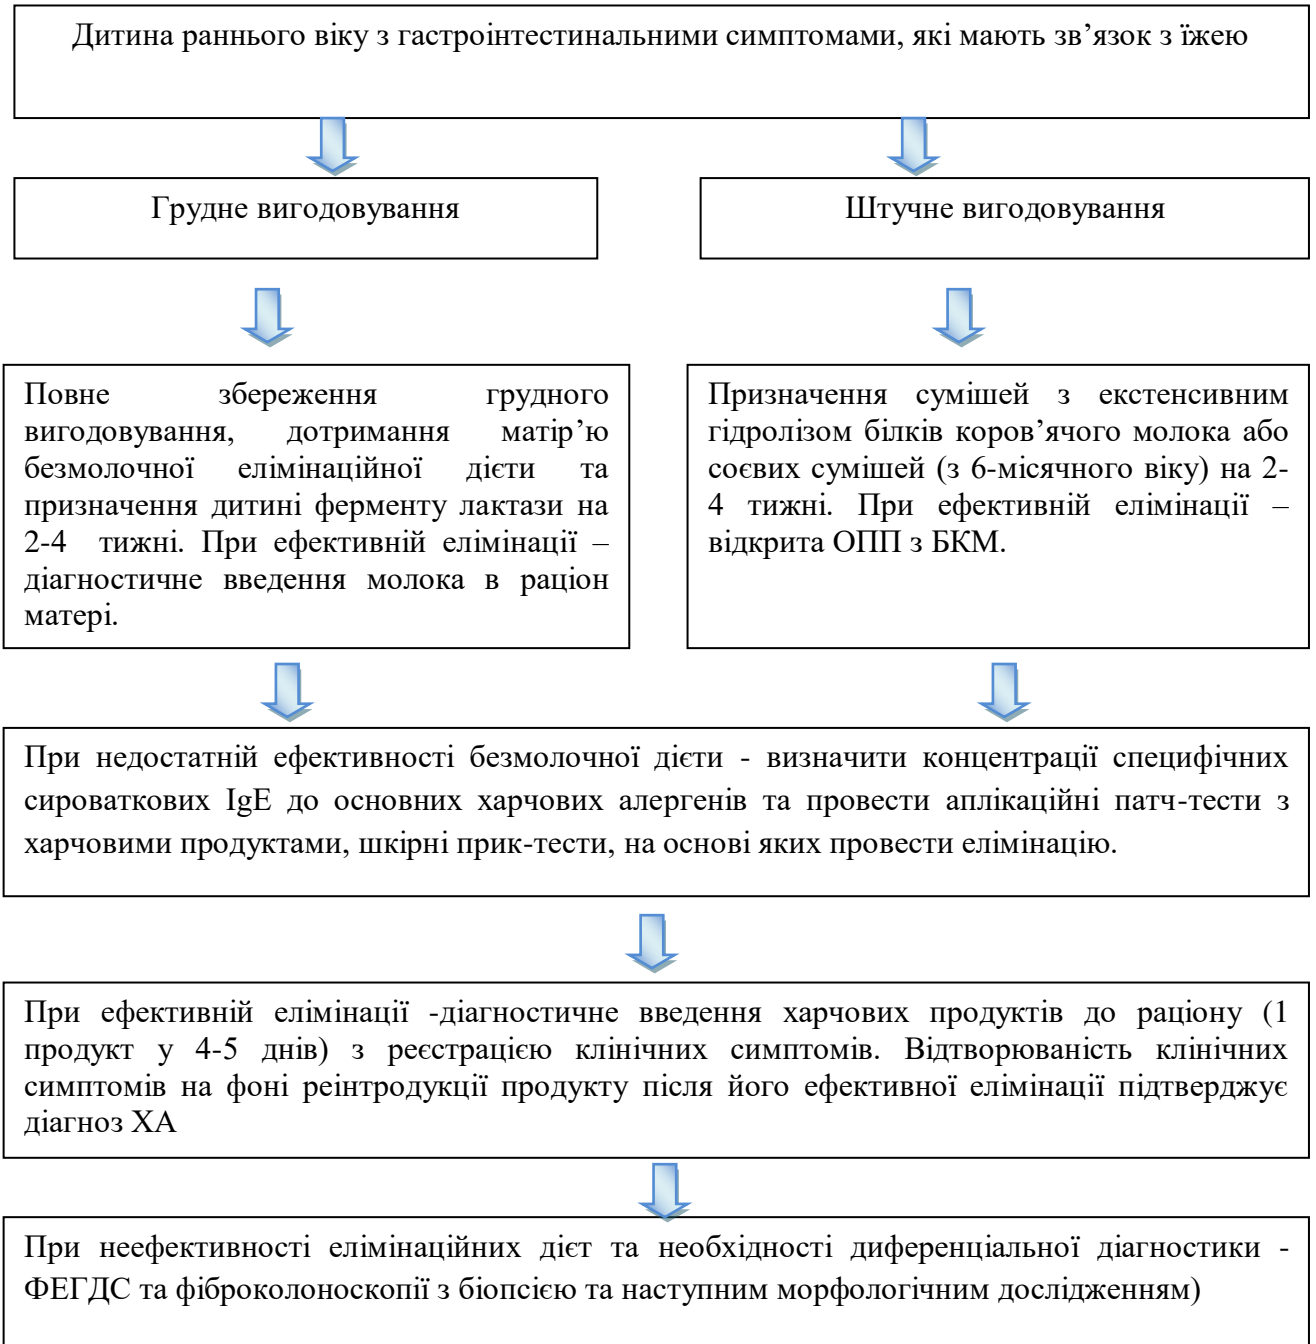 Дитина раннього віку з гастроінтестинальними симптомами, які мають зв’язок з їжею
Грудне вигодовування
Штучне вигодовування
Повне збереження грудного
вигодовування, дотримання матір’ю
безмолочної елімінаційної дієти та
призначення дитині ферменту лактази на
2-4 тижні. При ефективній елімінації –
діагностичне введення молока в раціон
матері.
Призначення сумішей з екстенсивним
гідролізом білків коров’ячого молока або
соєвих сумішей (з 6-місячного віку) на 2-
4 тижні. При ефективній елімінації –
відкрита ОПП з БКМ.
При недостатній ефективності безмолочної дієти - визначити концентрації специфічних
сироваткових IgE до основних харчових алергенів та провести аплікаційні патч-тести з
харчовими продуктами, шкірні прик-тести, на основі яких провести елімінацію.
При ефективній елімінації -діагностичне введення харчових продуктів до раціону (1
продукт у 4-5 днів) з реєстрацією клінічних симптомів. Відтворюваність клінічних
симптомів на фоні реінтродукції продукту після його ефективної елімінації підтверджує
діагноз ХА
При неефективності елімінаційних дієт та необхідності диференціальної діагностики -
ФЕГДС та фіброколоноскопії з біопсією та наступним морфологічним дослідженням)